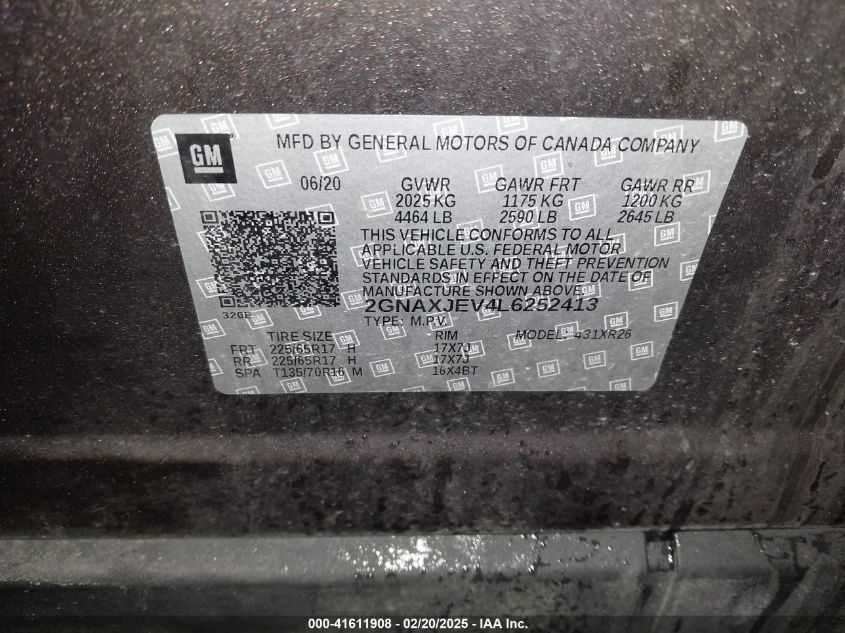 GM ® MFD BY GENERAL MOTORS OF CANADA COMPANY
06/20 GVWR GAWR FRT GAWR RR
2025 KG 1175 KG 1200 KG
4464 LB 2590 LB 2645 LB
THIS VEHICLE CONFORMS TO ALL
APPLICABLE U.S. FEDERAL MOTOR
VEHICLE SAFETY AND THEFT PREVENTION
STANDARDS IN EFFECT ON THE DATE OF
MANUFACTURE SHOWN ABOVE.
2GNAXJEV4L6252413
320E TYPE: M.P.V.
TIRE SIZE RIM MODEL: 431XR26
FRT 225/65R17 H 17X7J
RR 225/65R17 H 17X7J
SPA T135/70R16 M 16X4BT
000-41611908 - 02/20/2025 - IAA Inc.